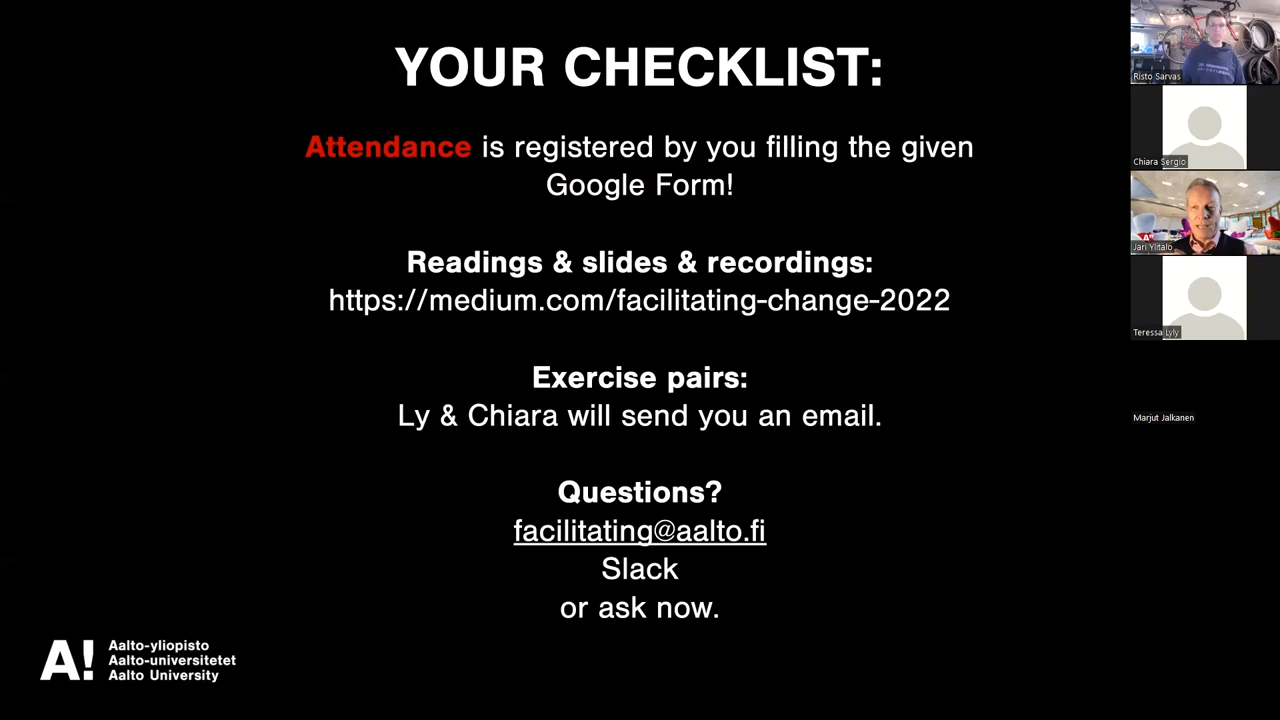 YOUR CHECKLIST:
Attendance is registered by you filling the given
Google Form!
Readings & slides & recordings:
https://medium.com/facilitating-change-2022
Exercise pairs:
Ly & Chiara will send you an email.
Questions?
facilitating@aalto.fi
Slack
or ask now.
A!
Aalto-yliopisto
Aalto-universitetet
Aalto University
Risto Sarvas
Chiara Sergio
Jari Ylitalo
Teressa Lyly
Marjut Jalkanen